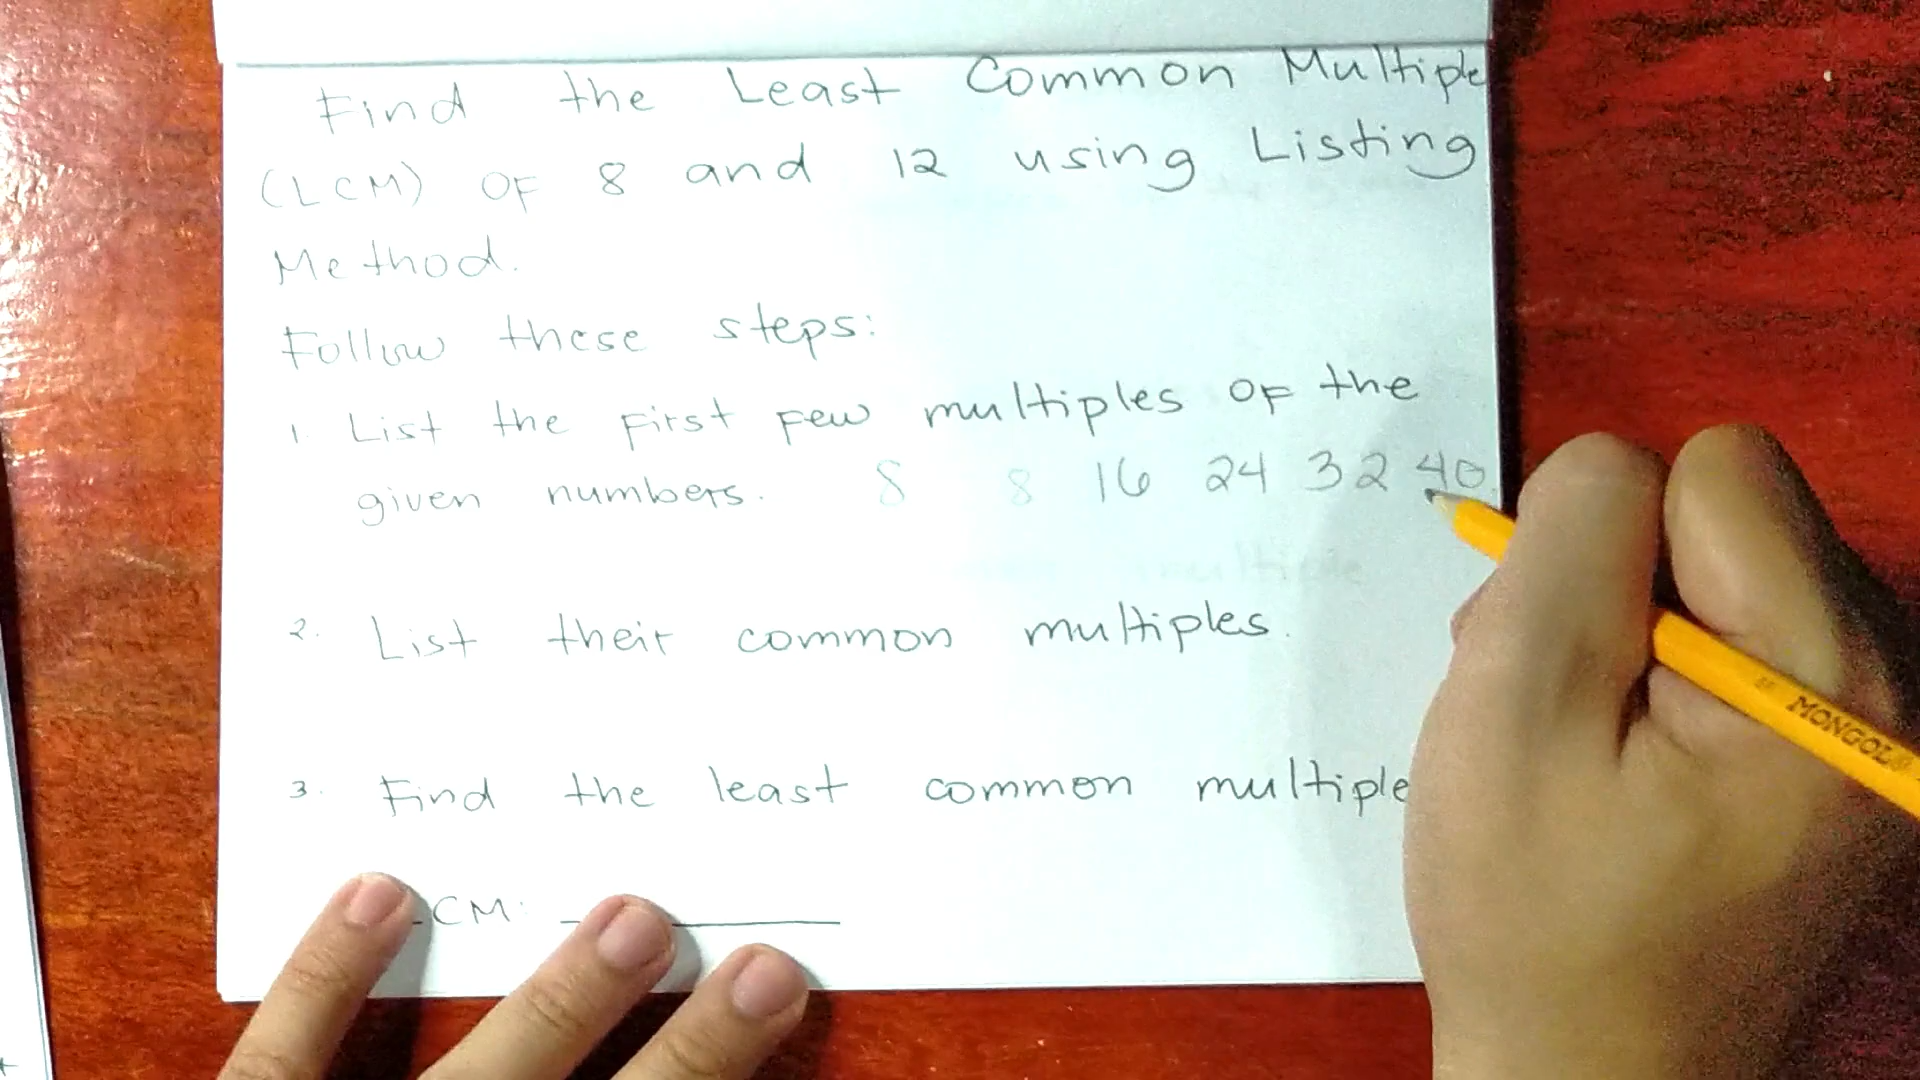 Find the Least Common Multiple
(LCM) OF 8 and 12 using Listing
Method.
Follow these steps:
1. List the First Few multiples of the
given numbers. 8 8 16 24 32 40
2. List their common multiples.
3. Find the least common multiple
CM:
MONGOL